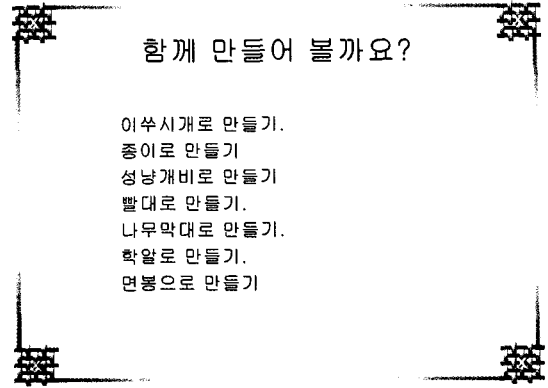 함께 만들어 볼까요?
이쑤시개로 만들기.
종이로 만들기
성냥개비로 만들기
빨대로 만들기.
나무막대로 만들기.
학알로 만들기.
면봉으로 만들기